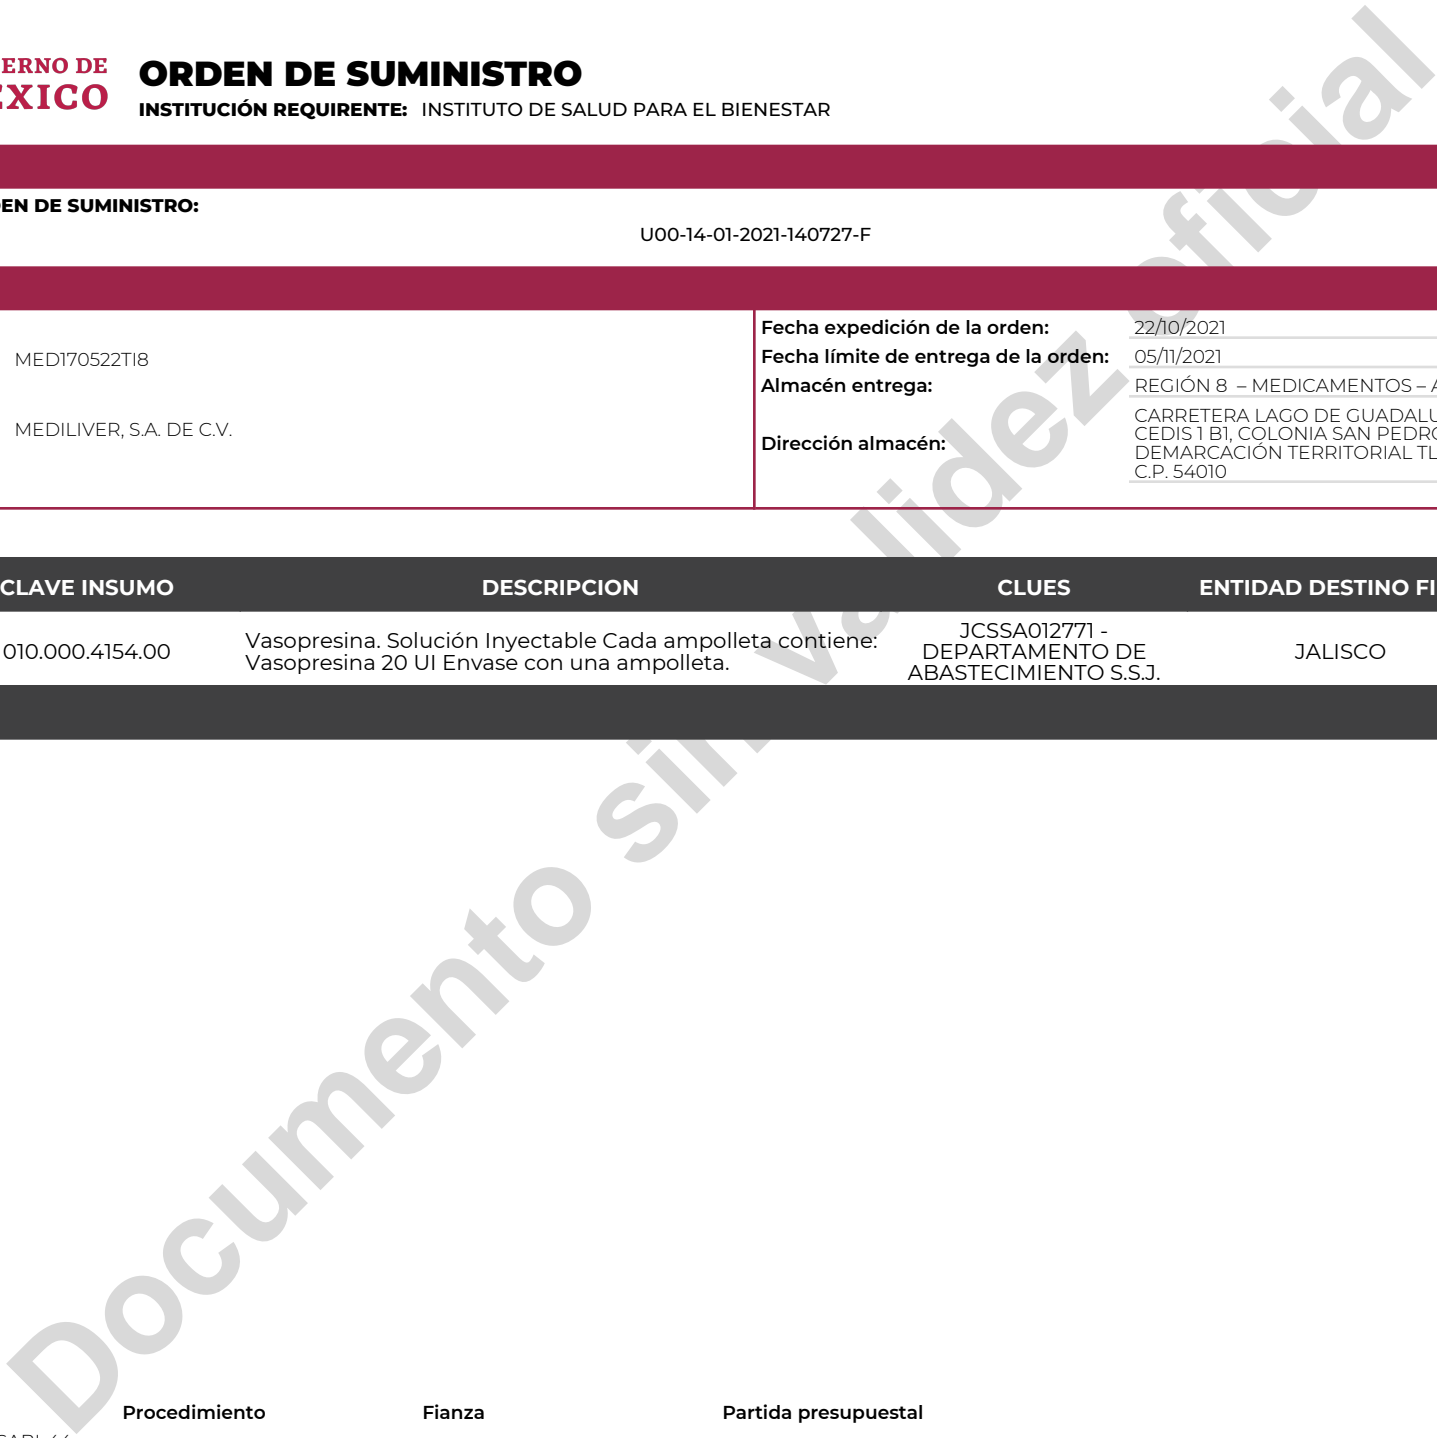 ERNO DE
EXICO
ORDEN DE SUMINISTRO
INSTITUCIÓN REQUIRENTE: INSTITUTO DE SALUD PARA EL BIENESTAR
EN DE SUMINISTRO:
U00-14-01-2021-140727-F
MED170522TI8
MEDILIVER, S.A. DE C.V.
Fecha expedición de la orden: 22/10/2021
Fecha límite de entrega de la orden: 05/11/2021
Almacén entrega: REGIÓN 8 – MEDICAMENTOS – A
Dirección almacén:
CARRETERA LAGO DE GUADALU
CEDIS 1 B1, COLONIA SAN PEDRO
DEMARCACIÓN TERRITORIAL TL
C.P. 54010
CLAVE INSUMO DESCRIPCION CLUES ENTIDAD DESTINO FI
010.000.4154.00
Vasopresina. Solución Inyectable Cada ampolleta contiene:
Vasopresina 20 UI Envase con una ampolleta.
JCSSA012771 -
DEPARTAMENTO DE
ABASTECIMIENTO S.S.J.
JALISCO
Documento sin validez oficial
Procedimiento Fianza Partida presupuestal